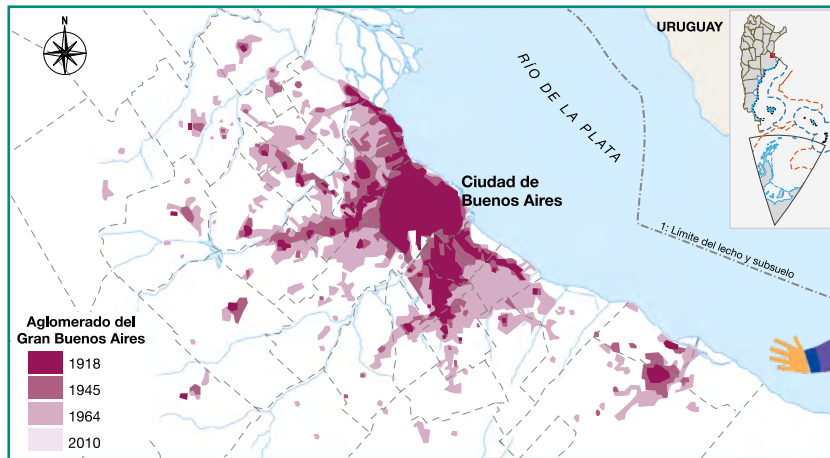 N
URUGUAY
RÍO DE LA PLATA
Ciudad de
Buenos Aires
1: Límite del lecho y subsuelo
Aglomerado del
Gran Buenos Aires
1918
1945
1964
2010